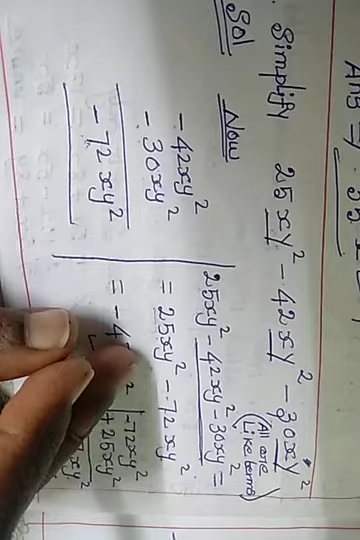 Simplify 25xy² - 42xy² - 30xy²
(All are Like terms)
Sol Now
25xy² - 42xy² - 30xy² =
= 25xy² - 72xy²
= - 4
- 42xy²
- 30xy²
- 72xy²
- 72xy²
+ 25xy²